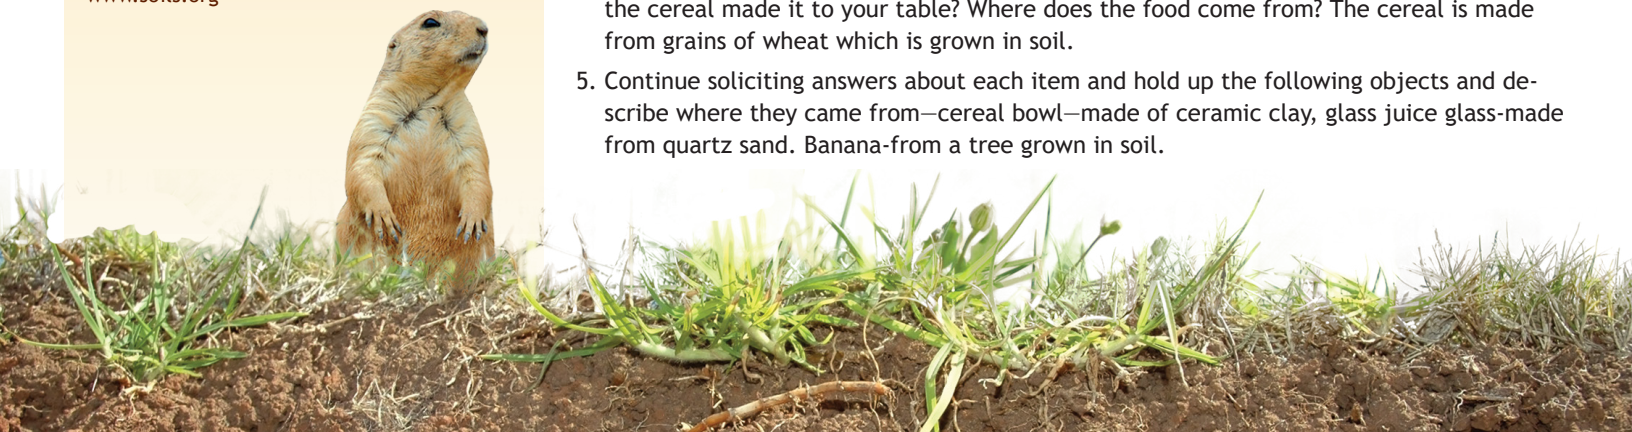 the cereal made it to your table? Where does the food come from? The cereal is made
from grains of wheat which is grown in soil.
5. Continue soliciting answers about each item and hold up the following objects and de-
scribe where they came from—cereal bowl—made of ceramic clay, glass juice glass-made
from quartz sand. Banana-from a tree grown in soil.